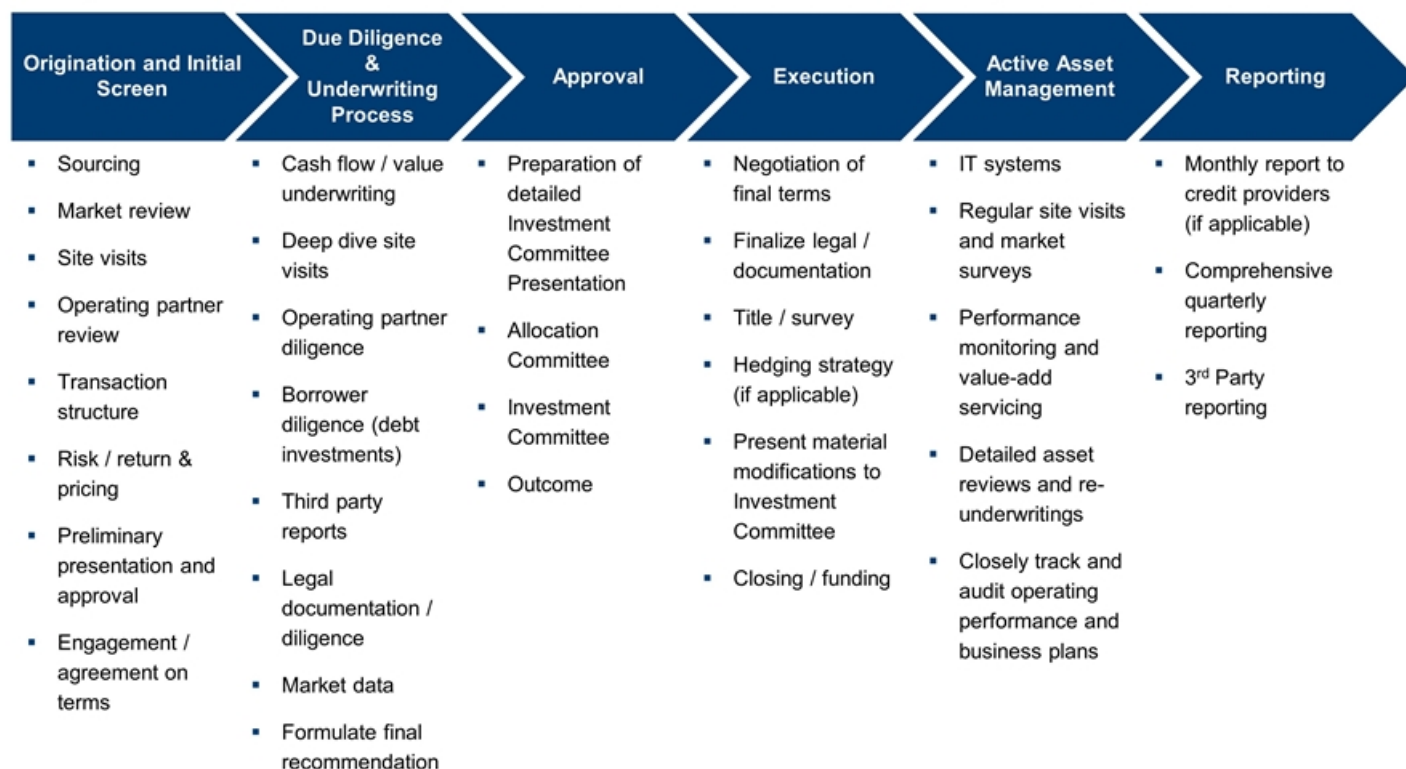 Origination and Initial
Screen
Due Diligence
&
Underwriting
Process
Approval
Execution
Active Asset
Management
Reporting
▪ Sourcing
▪ Market review
▪ Site visits
▪ Operating partner
review
▪ Transaction
structure
▪ Risk / return &
pricing
▪ Preliminary
presentation and
approval
▪ Engagement /
agreement on
terms
▪ Cash flow / value
underwriting
▪ Deep dive site
visits
▪ Operating partner
diligence
▪ Borrower
diligence (debt
investments)
▪ Third party
reports
▪ Legal
documentation /
diligence
▪ Market data
▪ Formulate final
recommendation
▪ Preparation of
detailed
Investment
Committee
Presentation
▪ Allocation
Committee
▪ Investment
Committee
▪ Outcome
▪ Negotiation of
final terms
▪ Finalize legal /
documentation
▪ Title / survey
▪ Hedging strategy
(if applicable)
▪ Present material
modifications to
Investment
Committee
▪ Closing / funding
▪ IT systems
▪ Regular site visits
and market
surveys
▪ Performance
monitoring and
value-add
servicing
▪ Detailed asset
reviews and re-
underwritings
▪ Closely track and
audit operating
performance and
business plans
▪ Monthly report to
credit providers
(if applicable)
▪ Comprehensive
quarterly
reporting
▪ 3rd Party
reporting